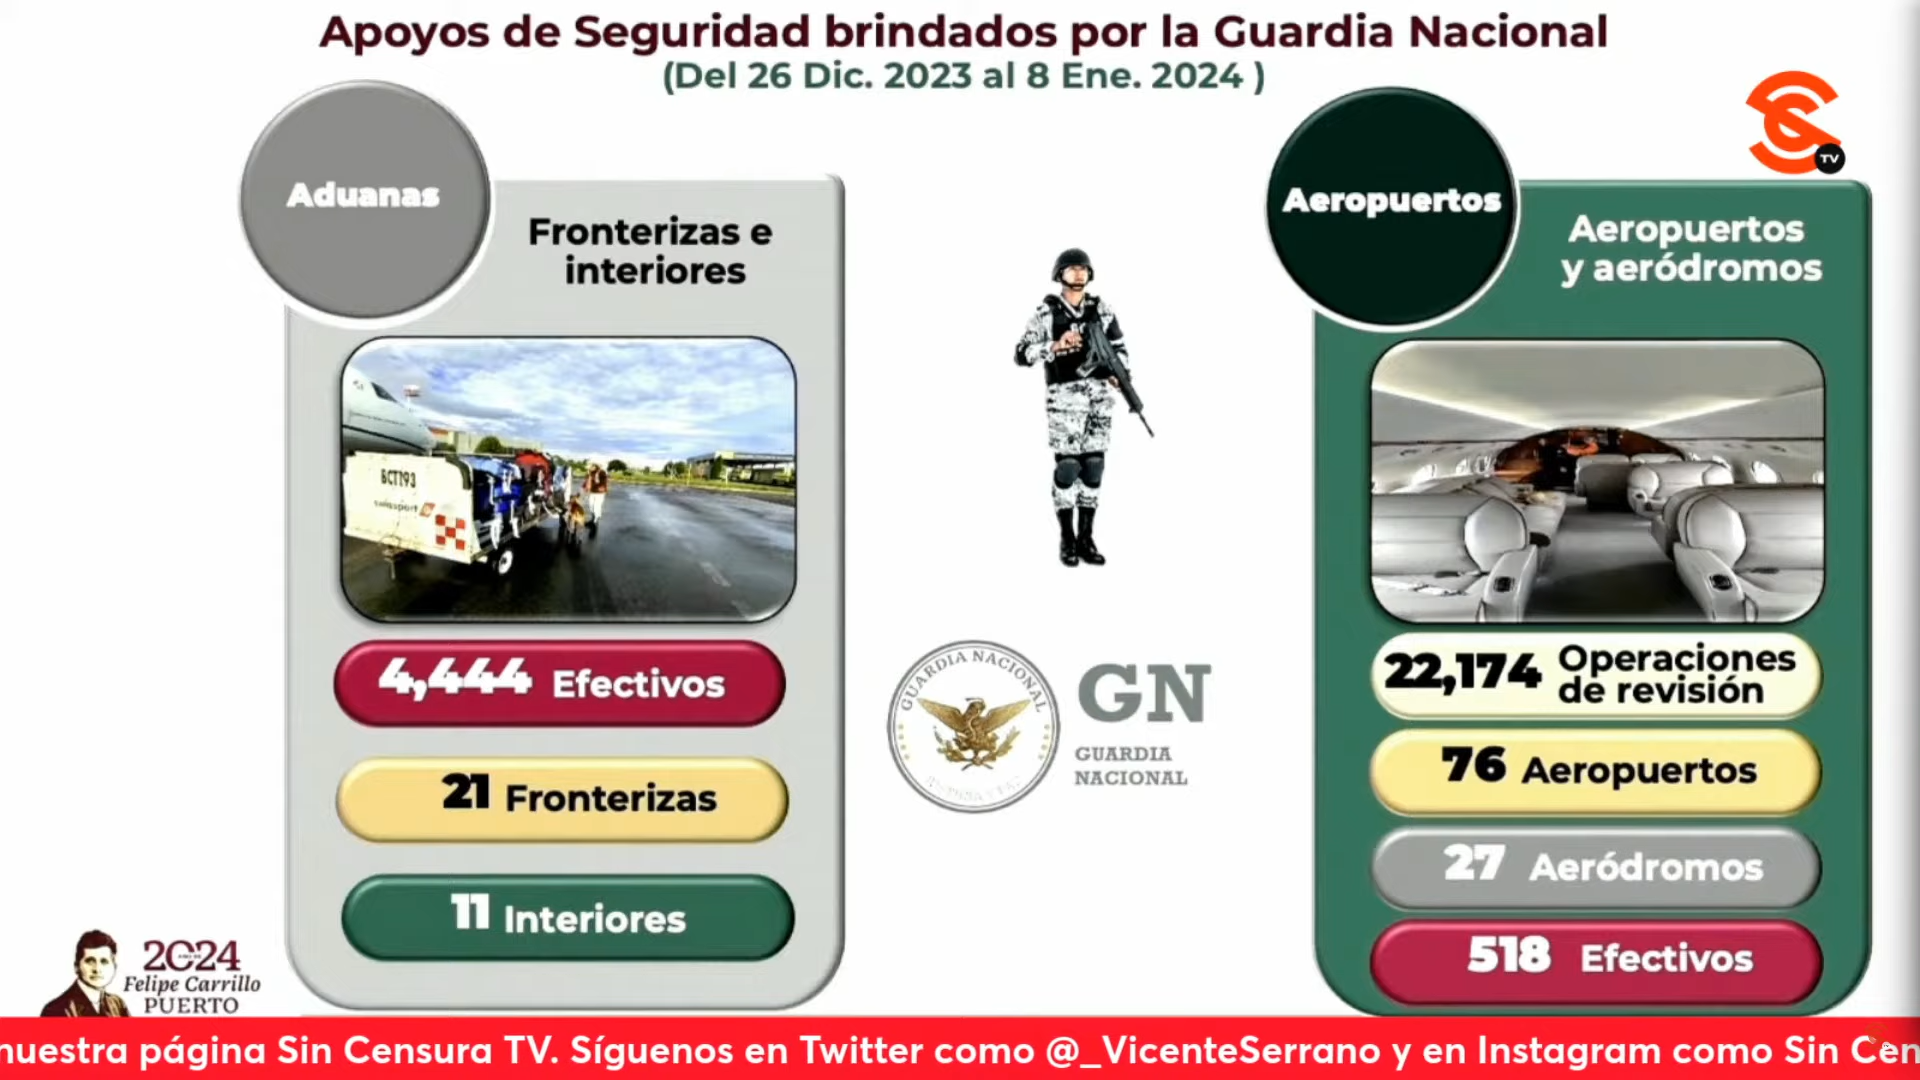 Apoyos de Seguridad brindados por la Guardia Nacional
(Del 26 Dic. 2023 al 8 Ene. 2024 )
TV
Aduanas
Fronterizas e
interiores
BCT193
swissport
4,444 Efectivos
21 Fronterizas
11 Interiores
GUARDIA NACIONAL
GN
GUARDIA
NACIONAL
Aeropuertos
Aeropuertos
y aeródromos
22,174 Operaciones
de revisión
76 Aeropuertos
27 Aeródromos
518 Efectivos
2024
Felipe Carrillo
PUERTO
nuestra página Sin Censura TV. Síguenos en Twitter como @_VicenteSerrano y en Instagram como Sin Cen